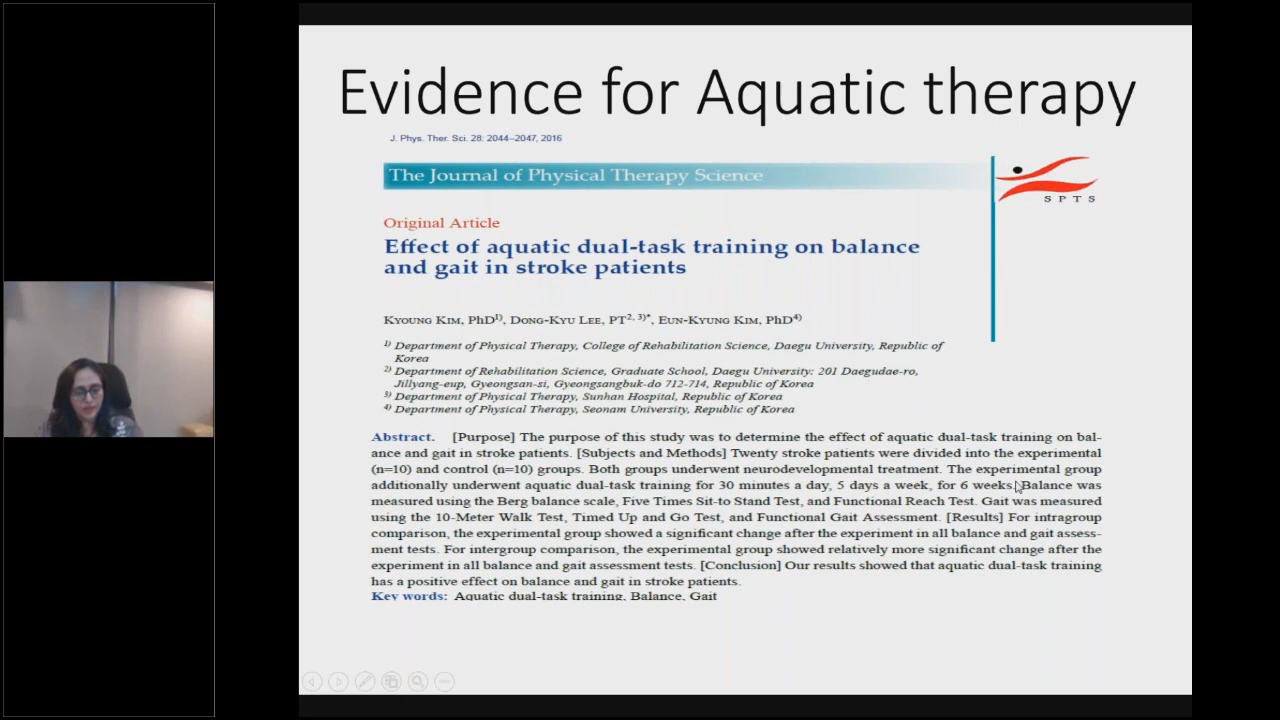 Evidence for Aquatic therapy
J. Phys. Ther. Sci. 28: 2044–2047, 2016
The Journal of Physical Therapy Science
S P T S
Original Article
Effect of aquatic dual-task training on balance
and gait in stroke patients
Kyoung Kim, PhD1), Dong-Kyu Lee, PT2, 3)*, Eun-Kyung Kim, PhD4)
1) Department of Physical Therapy, College of Rehabilitation Science, Daegu University, Republic of
Korea
2) Department of Rehabilitation Science, Graduate School, Daegu University: 201 Daegudae-ro,
Jillyang-eup, Gyeongsan-si, Gyeongsangbuk-do 712-714, Republic of Korea
3) Department of Physical Therapy, Sunhan Hospital, Republic of Korea
4) Department of Physical Therapy, Seonam University, Republic of Korea
Abstract. [Purpose] The purpose of this study was to determine the effect of aquatic dual-task training on bal-
ance and gait in stroke patients. [Subjects and Methods] Twenty stroke patients were divided into the experimental
(n=10) and control (n=10) groups. Both groups underwent neurodevelopmental treatment. The experimental group
additionally underwent aquatic dual-task training for 30 minutes a day, 5 days a week, for 6 weeks. Balance was
measured using the Berg balance scale, Five Times Sit-to Stand Test, and Functional Reach Test. Gait was measured
using the 10-Meter Walk Test, Timed Up and Go Test, and Functional Gait Assessment. [Results] For intragroup
comparison, the experimental group showed a significant change after the experiment in all balance and gait assess-
ment tests. For intergroup comparison, the experimental group showed relatively more significant change after the
experiment in all balance and gait assessment tests. [Conclusion] Our results showed that aquatic dual-task training
has a positive effect on balance and gait in stroke patients.
Key words: Aquatic dual-task training, Balance, Gait